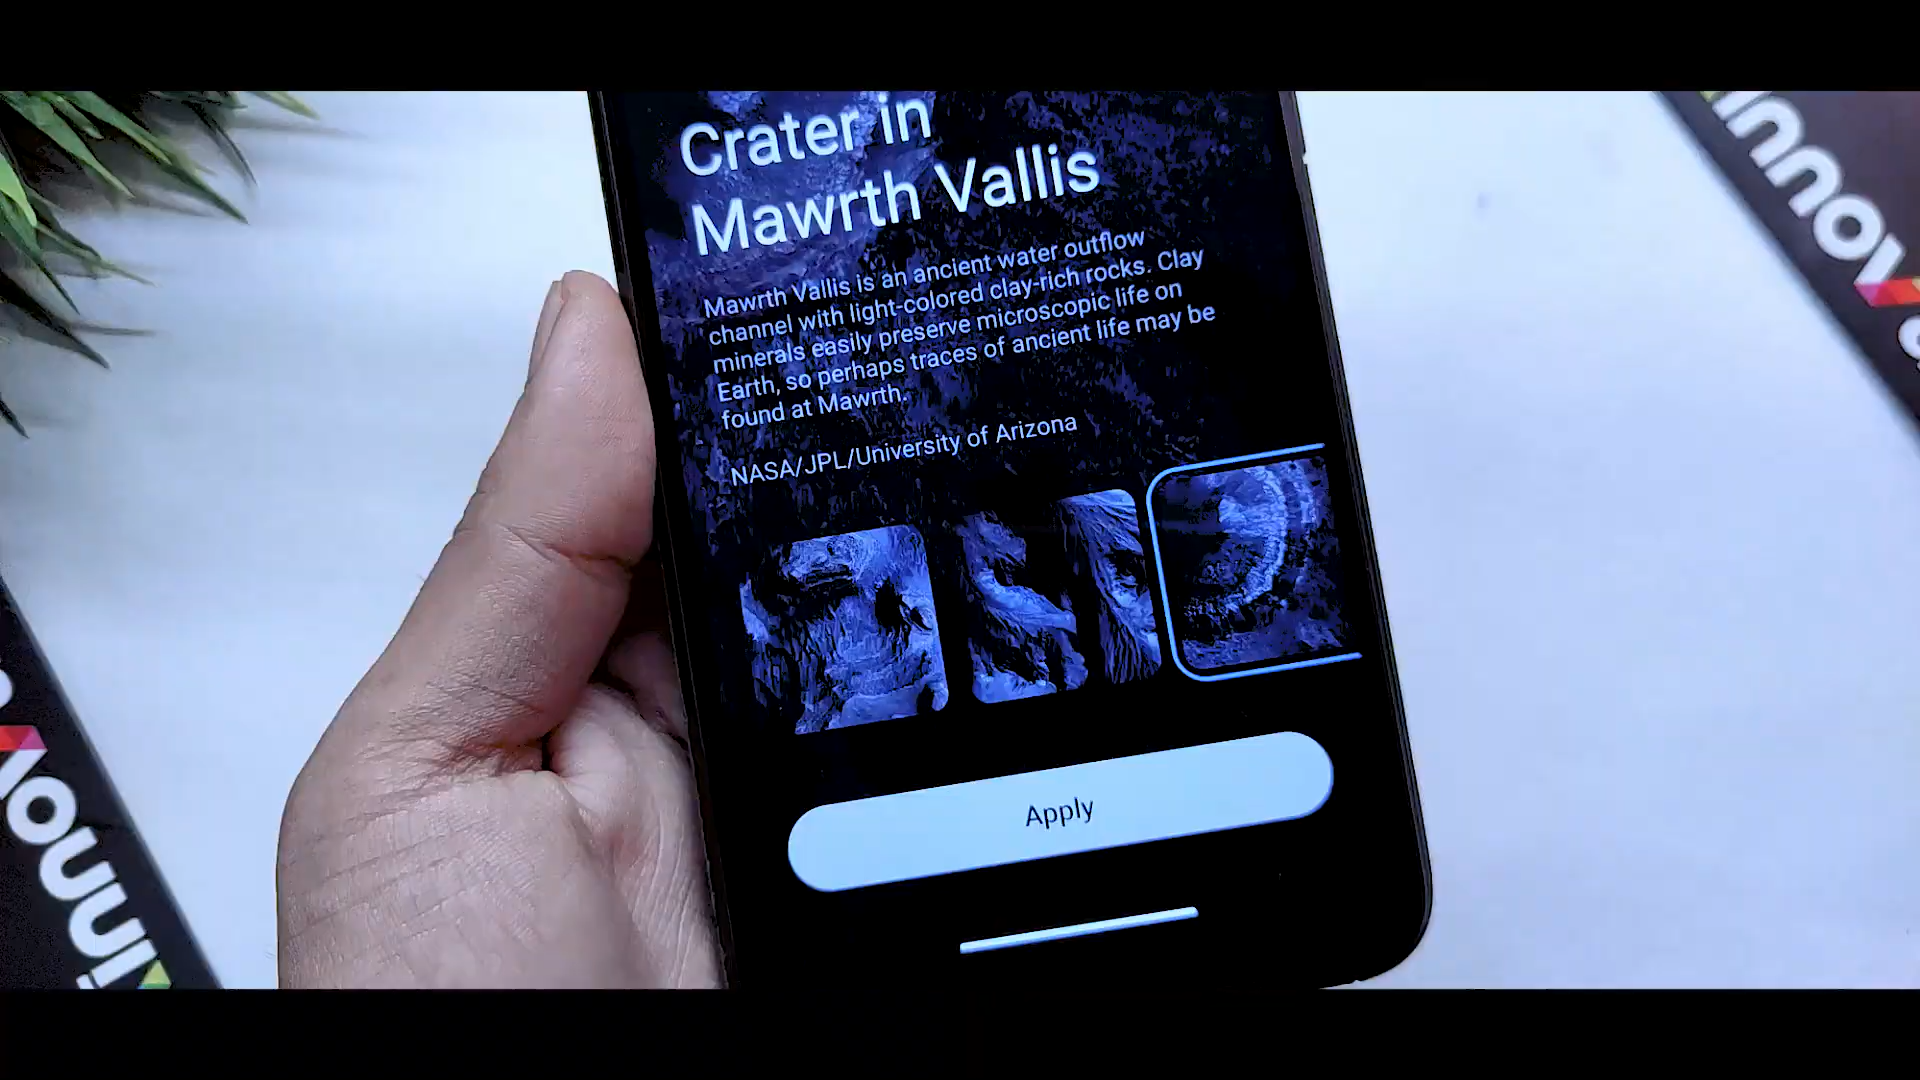 Crater in
Mawrth Vallis
Mawrth Vallis is an ancient water outflow
channel with light-colored clay-rich rocks. Clay
minerals easily preserve microscopic life on
Earth, so perhaps traces of ancient life may be
found at Mawrth.
NASA/JPL/University of Arizona
Apply